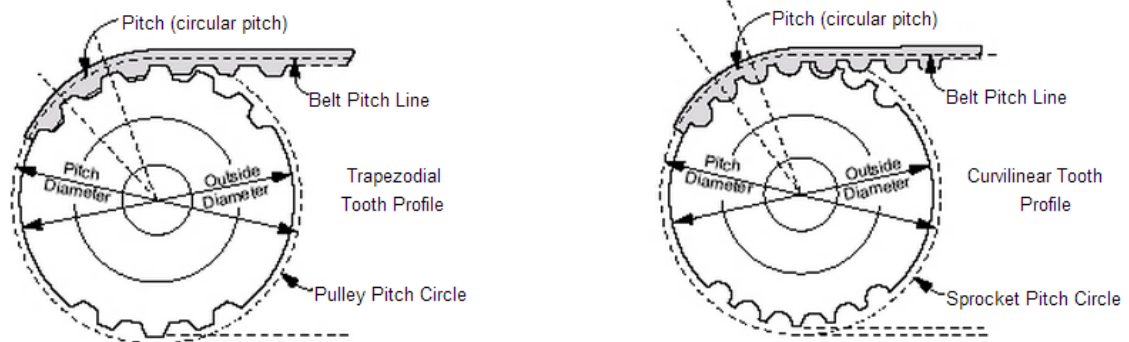 Pitch (circular pitch)
Belt Pitch Line
Pitch
Diameter
Outside
Diameter
Trapezodial
Tooth Profile
Pulley Pitch Circle
Pitch (circular pitch)
Belt Pitch Line
Pitch
Diameter
Outside
Diameter
Curvilinear Tooth
Profile
Sprocket Pitch Circle